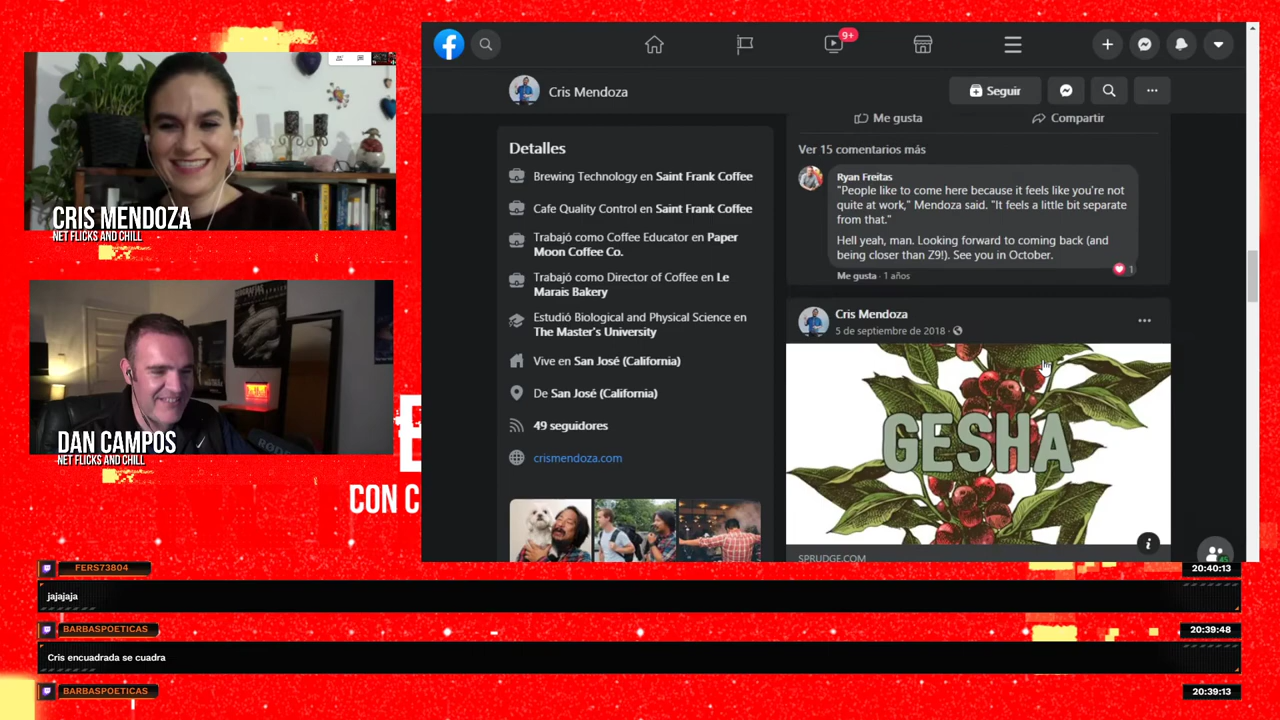 CRIS MENDOZA
NET FLICKS AND CHILL
DAN CAMPOS
NET FLICKS AND CHILL
RØDE
CON C
9+
Cris Mendoza
Seguir
Detalles
Brewing Technology en Saint Frank Coffee
Cafe Quality Control en Saint Frank Coffee
Trabajó como Coffee Educator en Paper
Moon Coffee Co.
Trabajó como Director of Coffee en Le
Marais Bakery
Estudió Biological and Physical Science en
The Master's University
Vive en San José (California)
De San José (California)
49 seguidores
crismendoza.com
Me gusta
Compartir
Ver 15 comentarios más
Ryan Freitas
"People like to come here because it feels like you're not
quite at work," Mendoza said. "It feels a little bit separate
from that."
Hell yeah, man. Looking forward to coming back (and
being closer than Z9!). See you in October.
Me gusta · 1 años
1
Cris Mendoza
5 de septiembre de 2018 ·
GESHA
SPRUDGE.COM
FERS73804
20:40:13
jajajaja
BARBASPOETICAS
20:39:48
Cris encuadrada se cuadra
BARBASPOETICAS
20:39:13